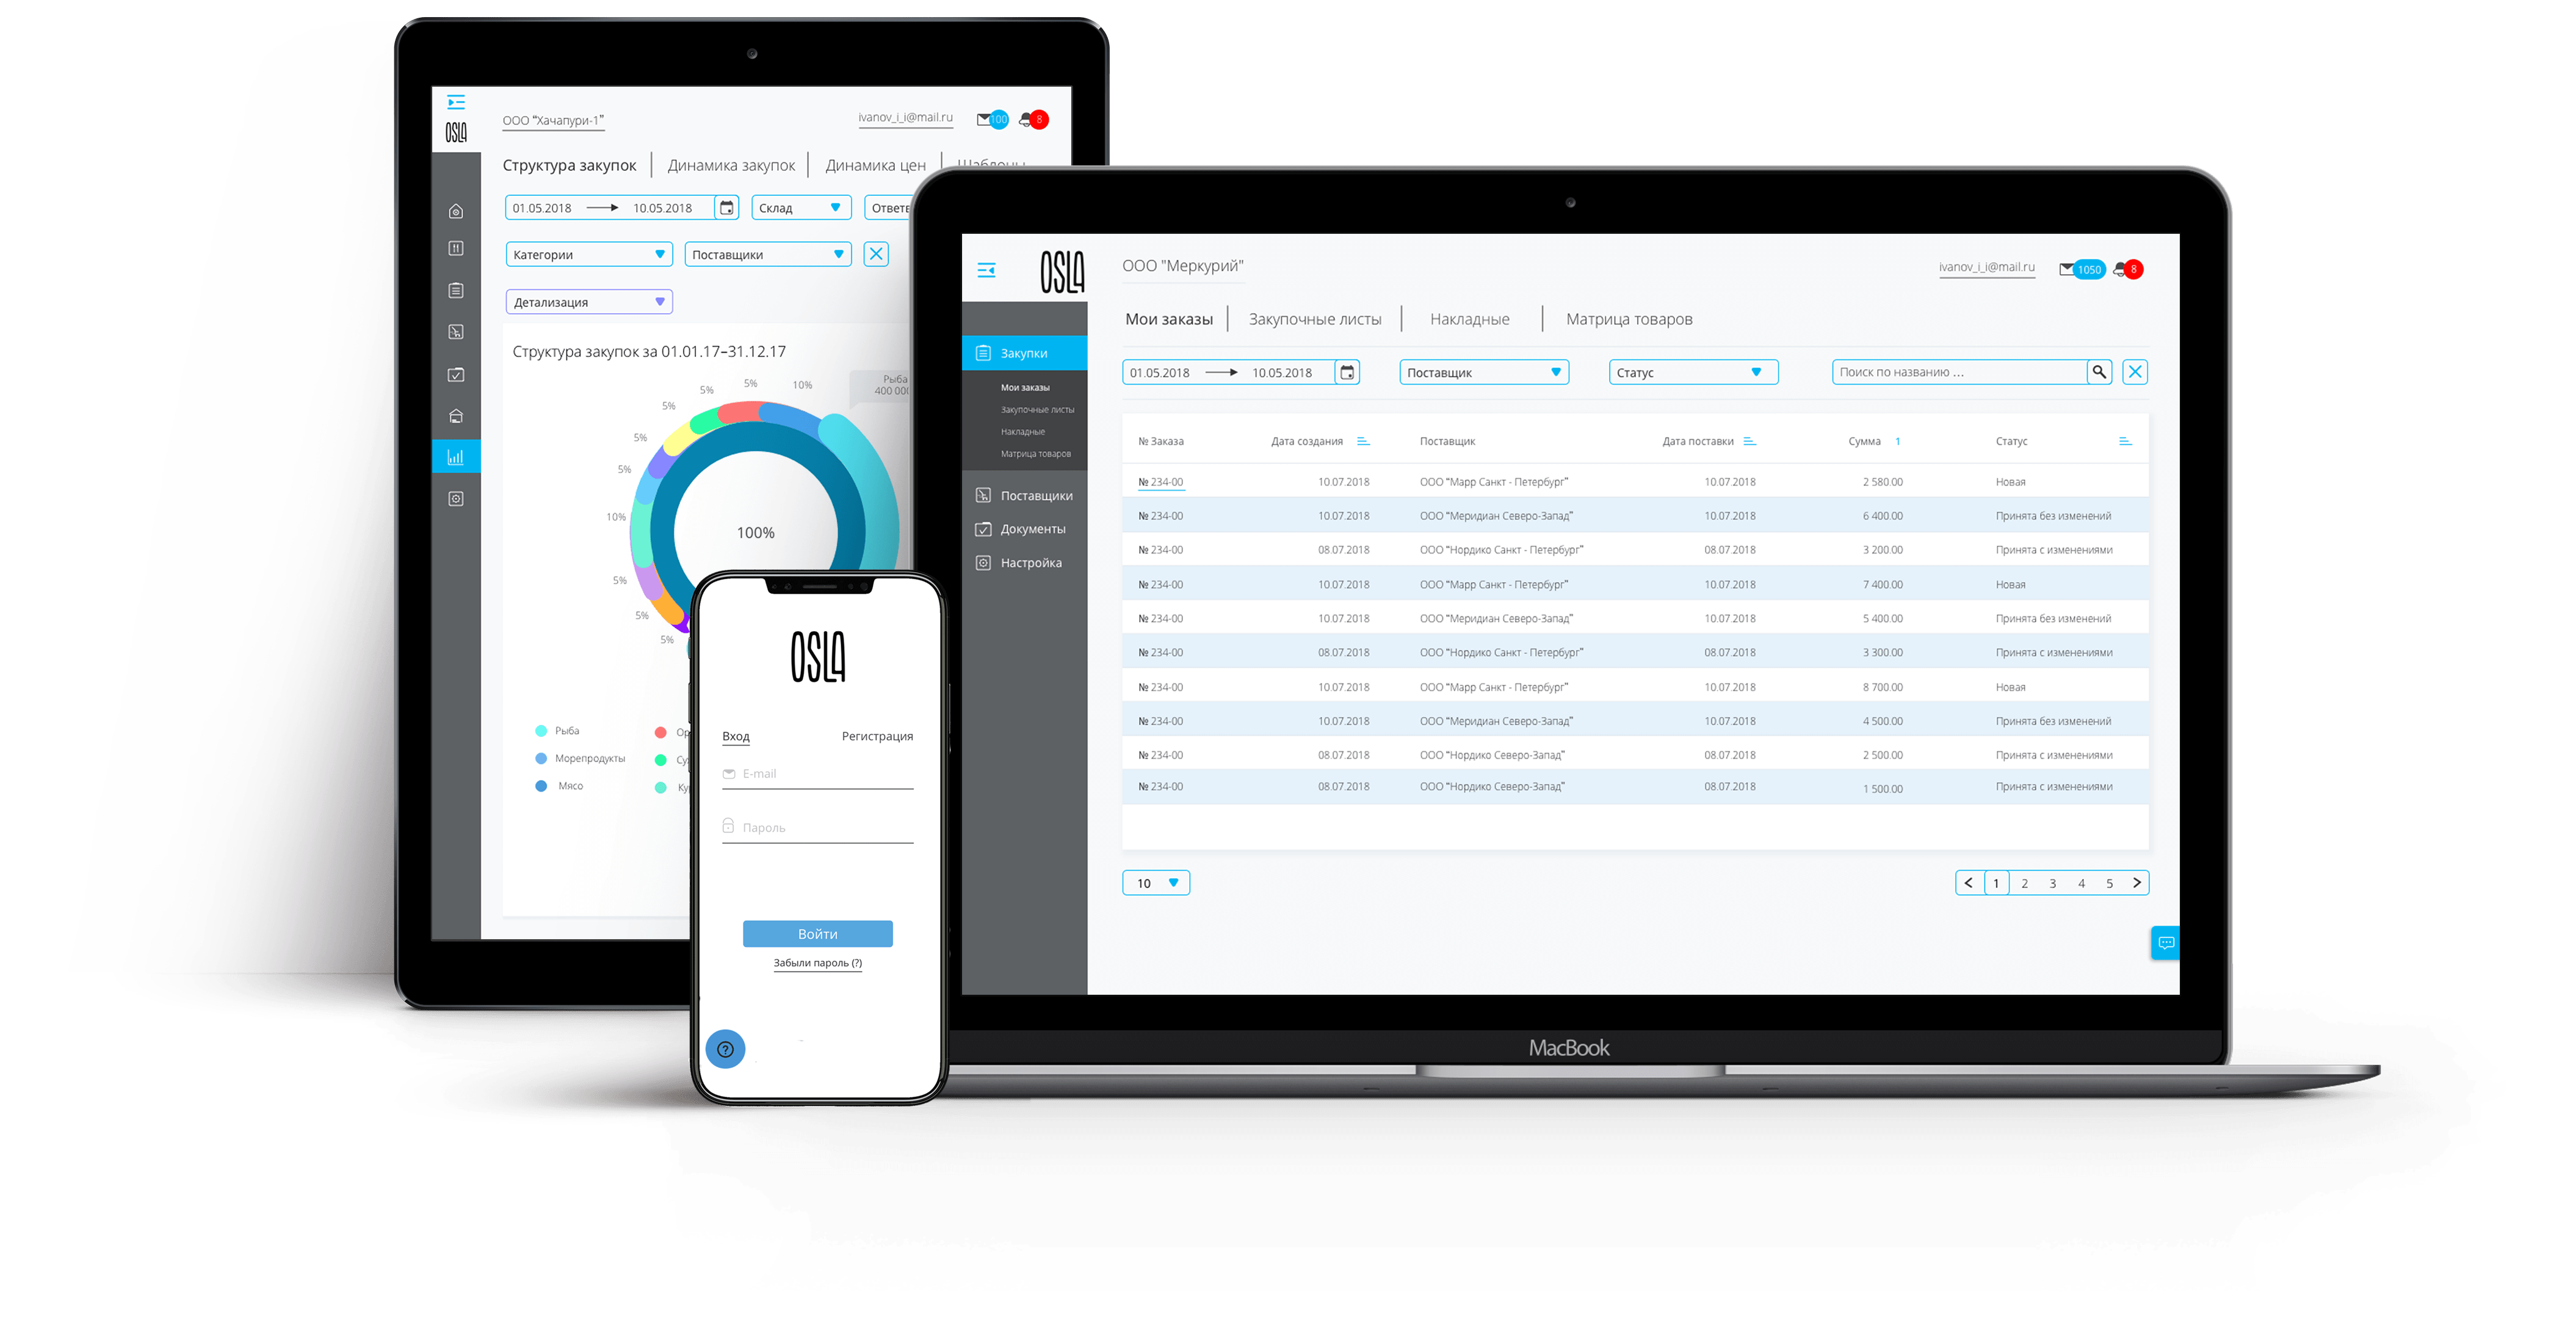 OSLA
ООО “Хачапури-1”
ivanov_i_i@mail.ru
100
8
Структура закупок
Динамика закупок
Динамика цен
Шаблоны
01.05.2018
10.05.2018
Склад
Категории
Поставщики
Детализация
Структура закупок за 01.01.17–31.12.17
Рыба
400 000
5%
5%
10%
5%
5%
5%
10%
5%
5%
5%
100%
Рыба
Морепродукты
Мясо
OSLA
Вход
Регистрация
E-mail
Пароль
Войти
Забыли пароль (?)
?
OSLA
ООО "Меркурий"
ivanov_i_i@mail.ru
1050
8
Мои заказы
Закупочные листы
Накладные
Матрица товаров
Закупки
Мои заказы
Закупочные листы
Накладные
Матрица товаров
Поставщики
Документы
Настройка
01.05.2018
10.05.2018
Поставщик
Статус
Поиск по названию ...
№ Заказа Дата создания Поставщик Дата поставки Сумма 1 Статус
№ 234-00 10.07.2018 ООО “Марр Санкт - Петербург” 10.07.2018 2 580.00 Новая
№ 234-00 10.07.2018 ООО “Меридиан Северо-Запад” 10.07.2018 6 400.00 Принята без изменений
№ 234-00 08.07.2018 ООО “Нордико Санкт - Петербург” 08.07.2018 3 200.00 Принята с изменениями
№ 234-00 10.07.2018 ООО “Марр Санкт - Петербург” 10.07.2018 7 400.00 Новая
№ 234-00 10.07.2018 ООО “Меридиан Северо-Запад” 10.07.2018 5 400.00 Принята без изменений
№ 234-00 08.07.2018 ООО “Нордико Санкт - Петербург” 08.07.2018 3 300.00 Принята с изменениями
№ 234-00 10.07.2018 ООО “Марр Санкт - Петербург” 10.07.2018 8 700.00 Новая
№ 234-00 10.07.2018 ООО “Меридиан Северо-Запад” 10.07.2018 4 500.00 Принята без изменений
№ 234-00 08.07.2018 ООО “Нордико Северо-Запад” 08.07.2018 2 500.00 Принята с изменениями
№ 234-00 08.07.2018 ООО “Нордико Северо-Запад” 08.07.2018 1 500.00 Принята с изменениями
10
< 1 2 3 4 5 >
MacBook